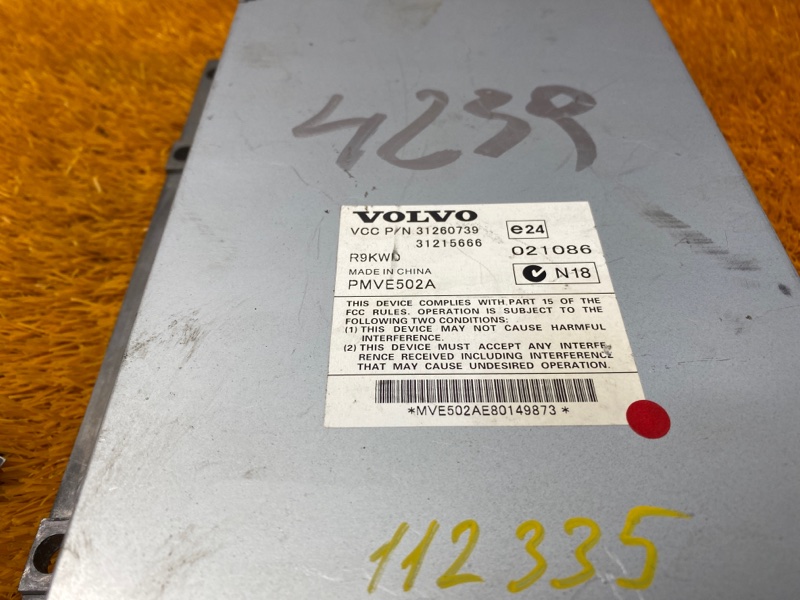 4239
VOLVO
VCC P/N 31260739
31215666
e24
021086
R9KWD
MADE IN CHINA
PMVE502A
N18
THIS DEVICE COMPLIES WITH PART 15 OF THE
FCC RULES. OPERATION IS SUBJECT TO THE
FOLLOWING TWO CONDITIONS:
(1) THIS DEVICE MAY NOT CAUSE HARMFUL
INTERFERENCE.
(2) THIS DEVICE MUST ACCEPT ANY INTERFE-
RENCE RECEIVED INCLUDING INTERFERENCE
THAT MAY CAUSE UNDESIRED OPERATION.
*MVE502AE80149873*
112335